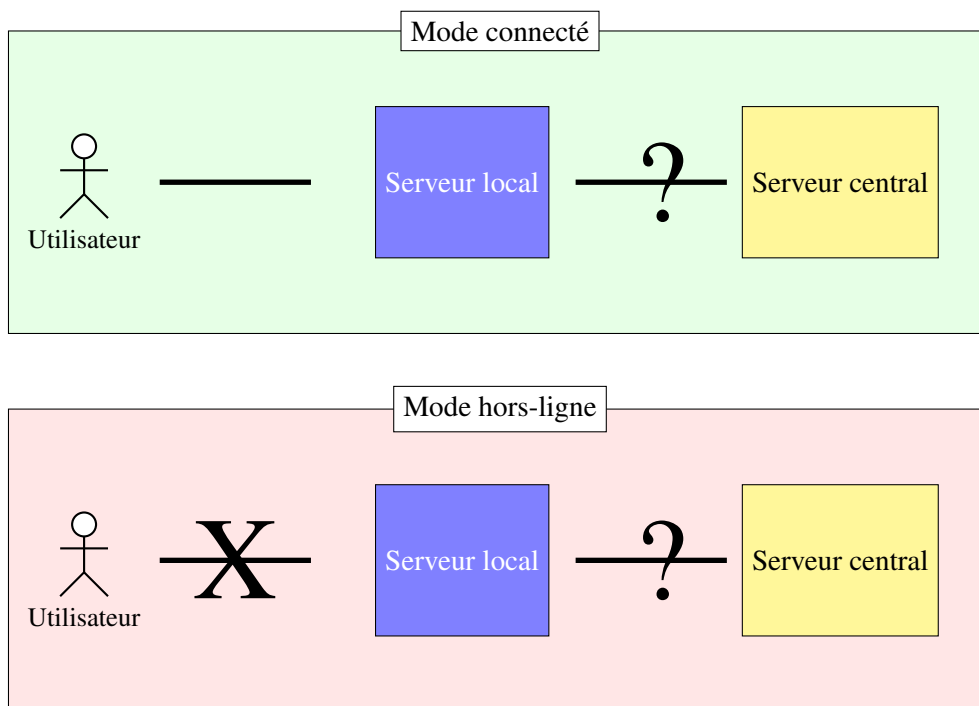 Mode connecté
Serveur local
?
Serveur central
Utilisateur
Mode hors-ligne
X
Serveur local
?
Serveur central
Utilisateur